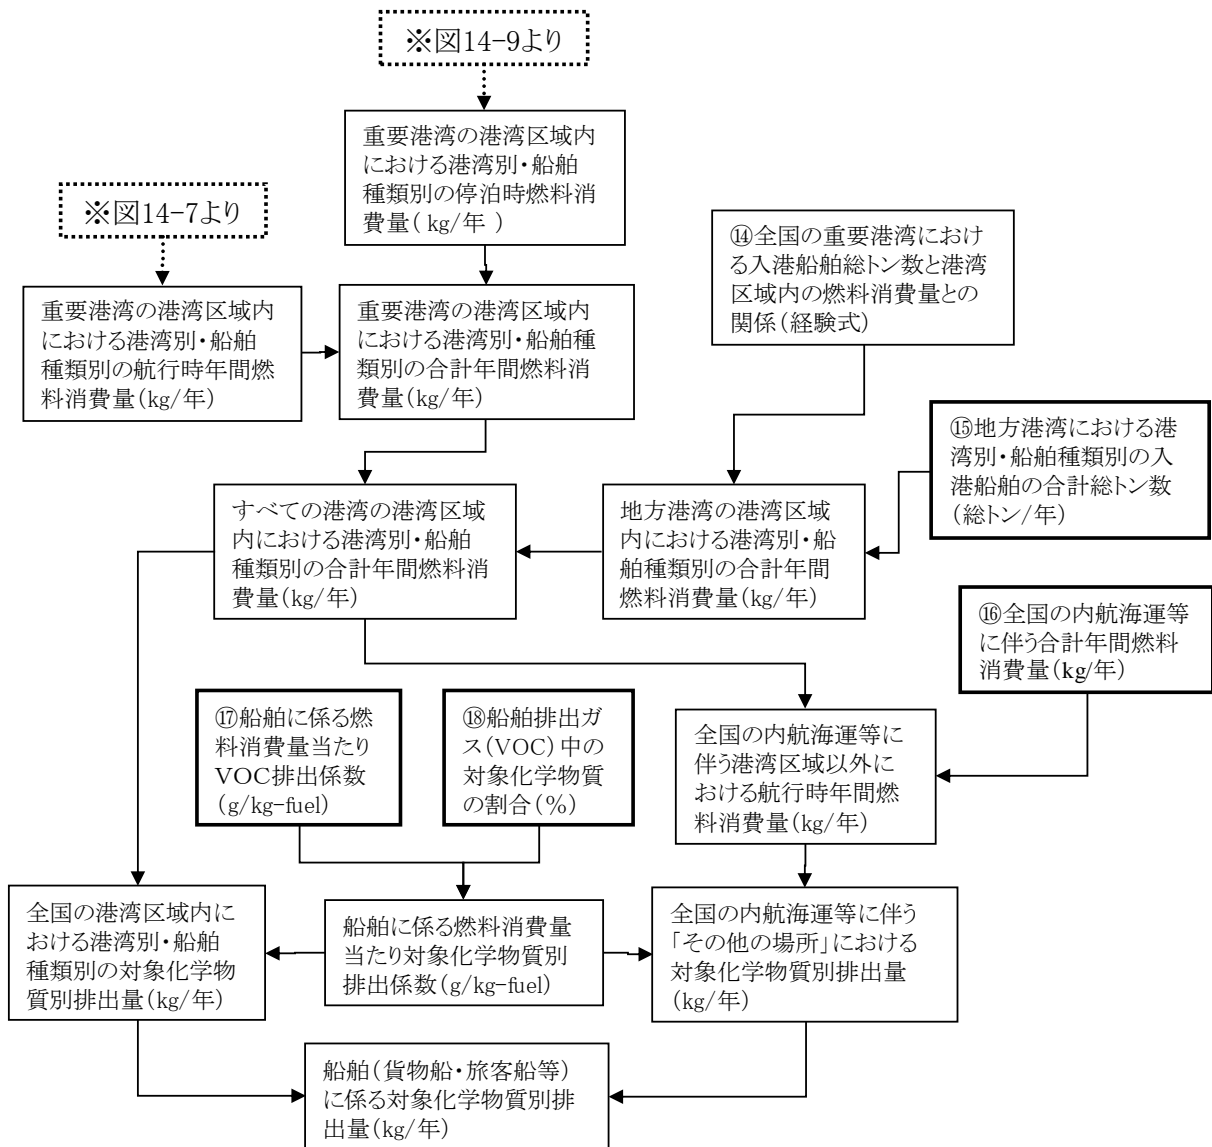 ※図14-9より
重要港湾の港湾区域内
における港湾別・船舶
種類別の停泊時燃料消
費量( kg/年 )
※図14-7より
⑭全国の重要港湾におけ
る入港船舶総トン数と港湾
区域内の燃料消費量との
関係(経験式)
重要港湾の港湾区域内
における港湾別・船舶
種類別の航行時年間燃
料消費量(kg/年)
重要港湾の港湾区域内
における港湾別・船舶種
類別の合計年間燃料消
費量(kg/年)
⑮地方港湾における港
湾別・船舶種類別の入
港船舶の合計総トン数
(総トン/年)
すべての港湾の港湾区域
内における港湾別・船舶
種類別の合計年間燃料消
費量(kg/年)
地方港湾の港湾区域
内における港湾別・船
舶種類別の合計年間
燃料消費量(kg/年)
⑯全国の内航海運等
に伴う合計年間燃料
消費量(kg/年)
⑰船舶に係る燃
料消費量当たり
VOC排出係数
(g/kg-fuel)
⑱船舶排出ガ
ス(VOC)中の
対象化学物質
の割合(%)
全国の内航海運等に
伴う港湾区域以外に
おける航行時年間燃
料消費量(kg/年)
全国の港湾区域内に
おける港湾別・船舶
種類別の対象化学物
質別排出量(kg/年)
船舶に係る燃料消費量
当たり対象化学物質別
排出係数(g/kg-fuel)
全国の内航海運等に伴う
「その他の場所」における
対象化学物質別排出量
(kg/年)
船舶(貨物船・旅客船等)
に係る対象化学物質別排
出量(kg/年)